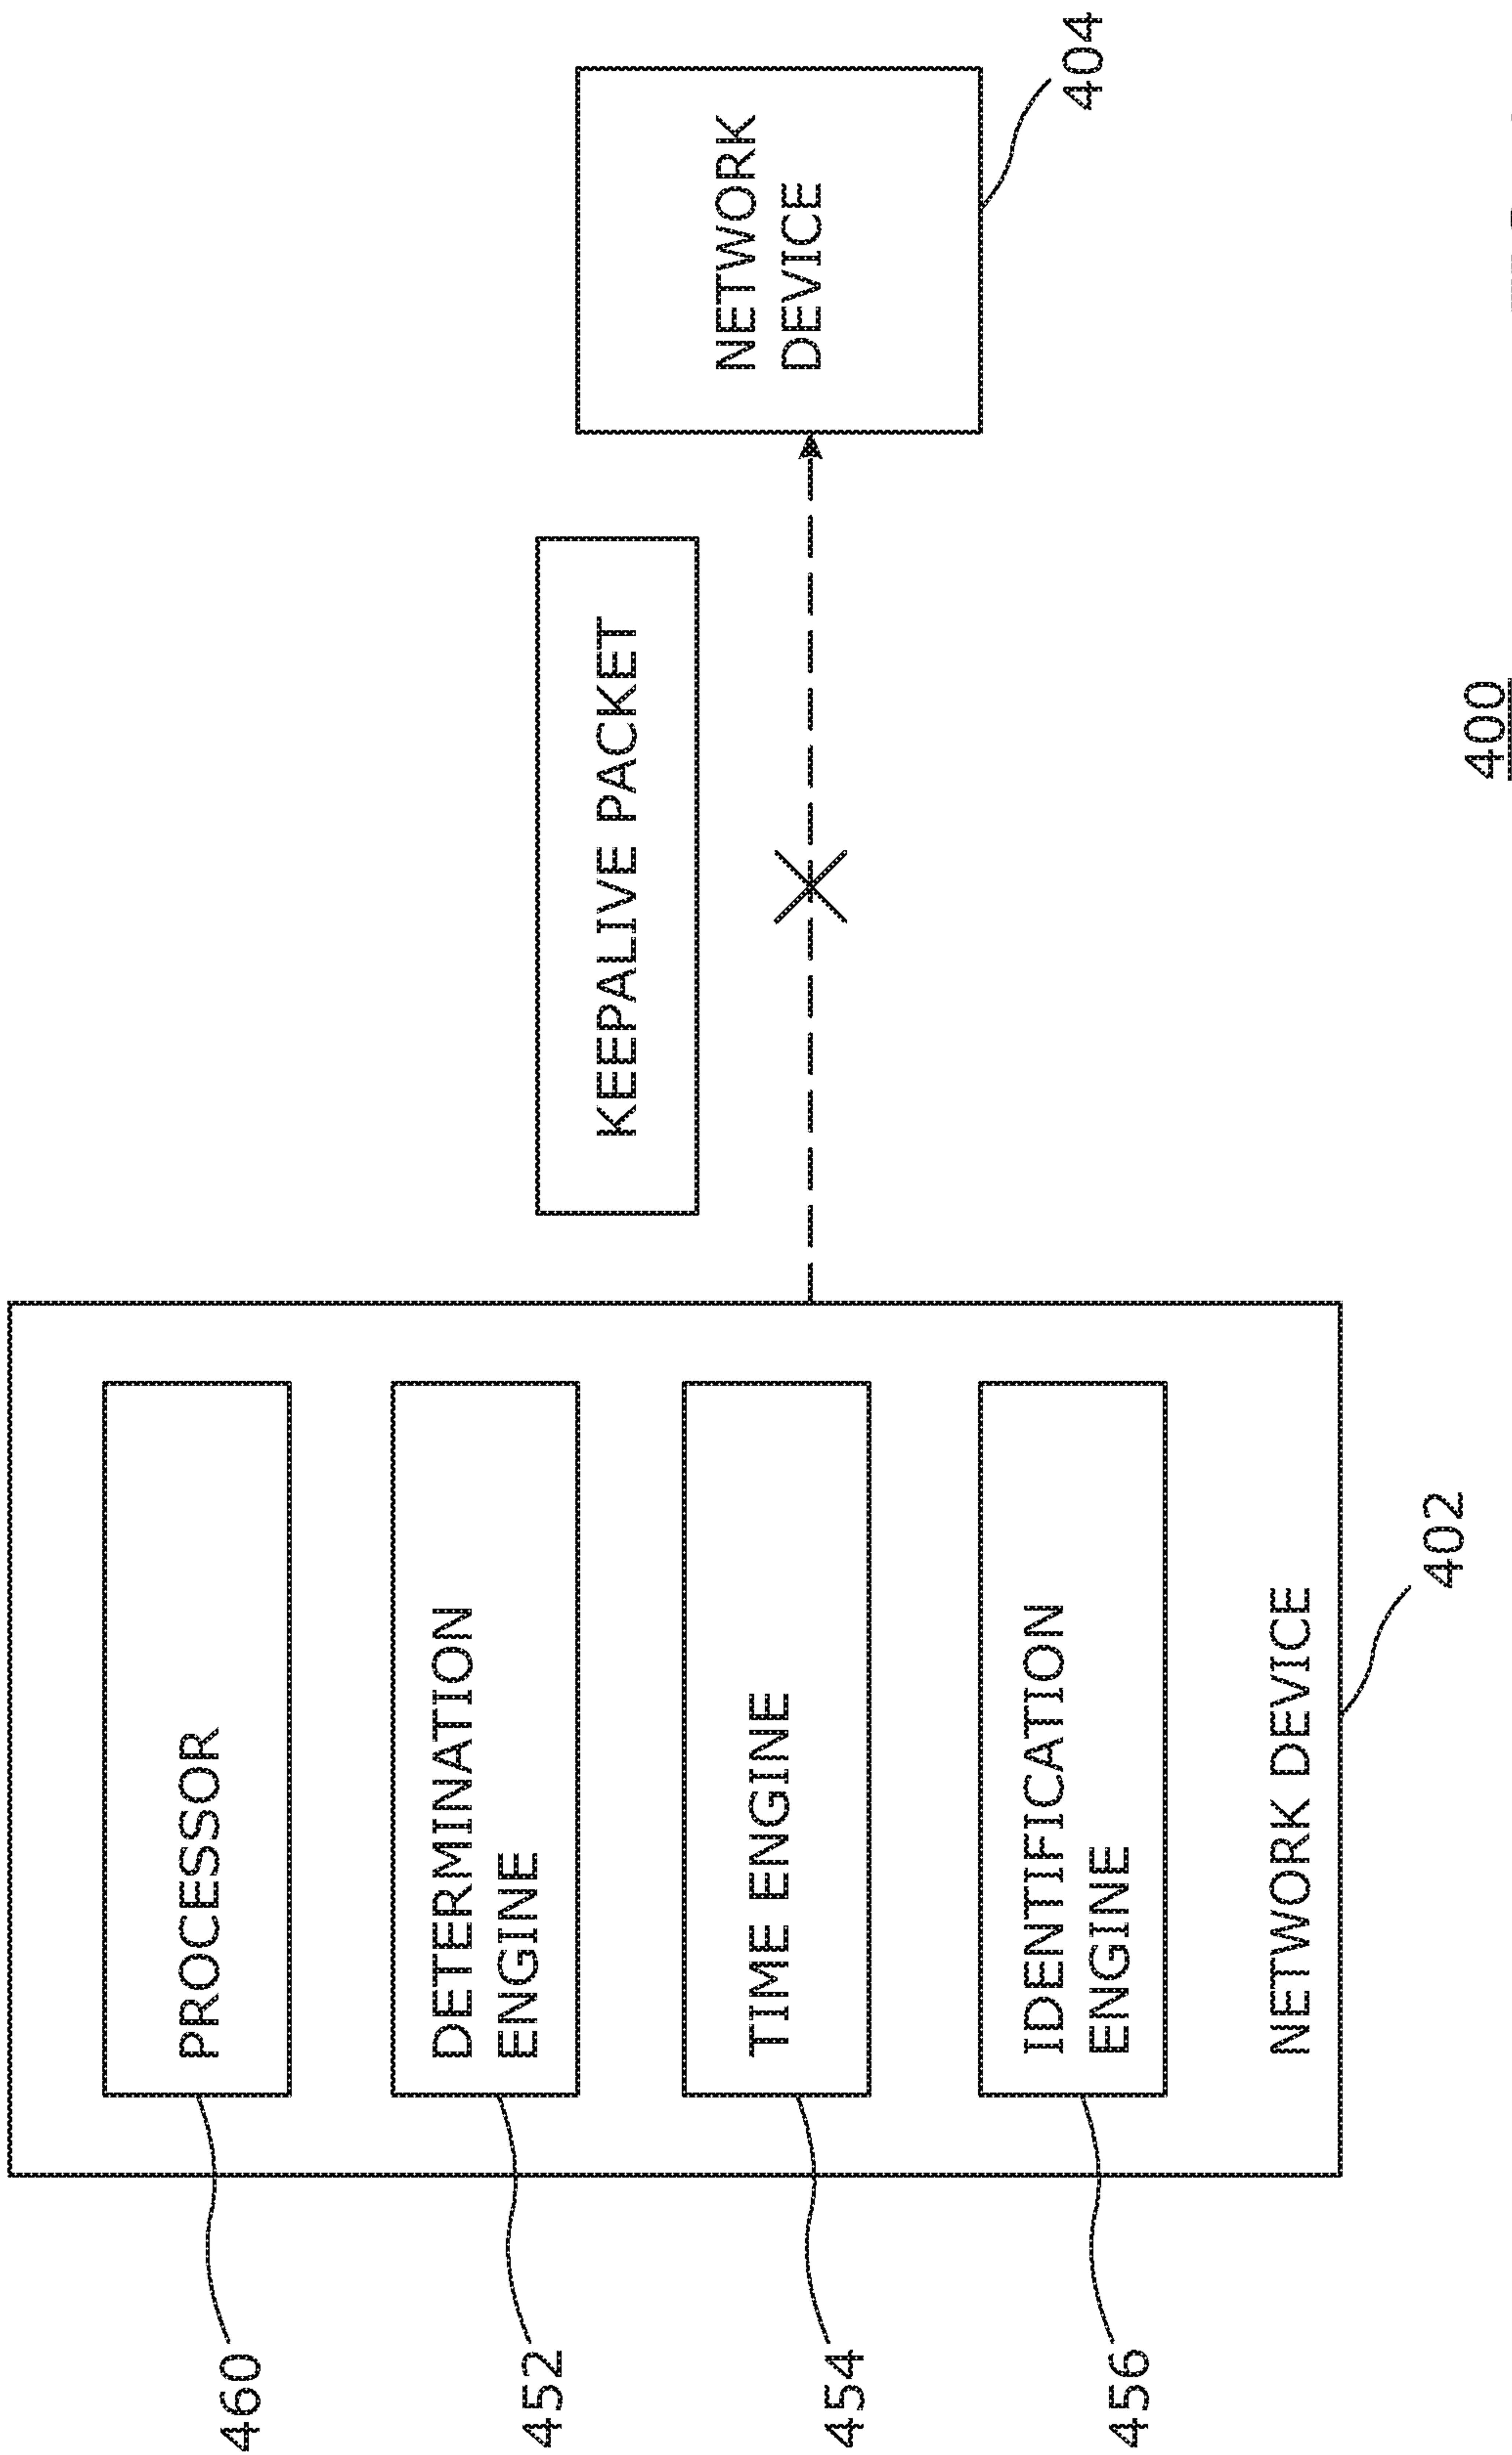 460
PROCESSOR
452
DETERMINATION
ENGINE
454
TIME ENGINE
456
IDENTIFICATION
ENGINE
NETWORK DEVICE
402
KEEPALIVE PACKET
NETWORK
DEVICE
404
400